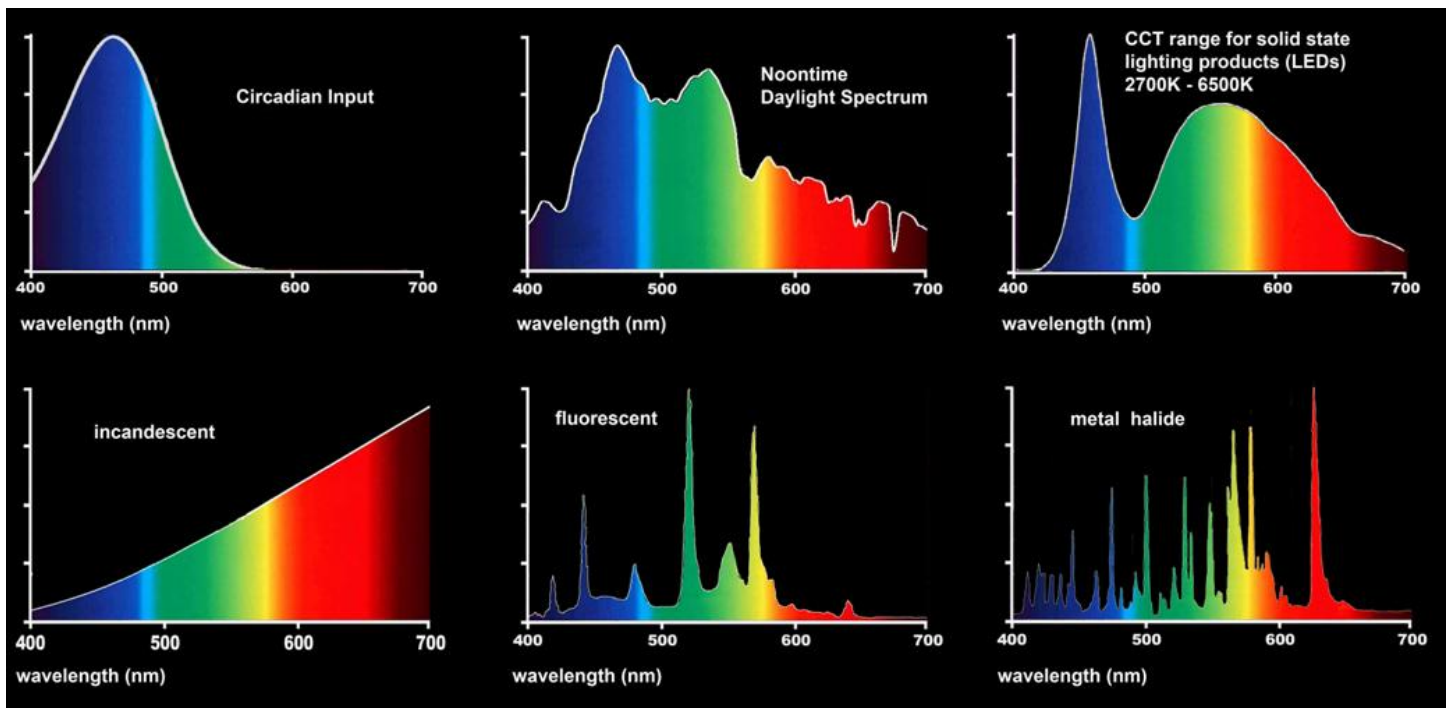 Circadian Input
400 500 600 700
wavelength (nm)
Noontime
Daylight Spectrum
400 500 600 700
wavelength (nm)
CCT range for solid state
lighting products (LEDs)
2700K - 6500K
400 500 600 700
wavelength (nm)
incandescent
400 500 600 700
wavelength (nm)
fluorescent
400 500 600 700
wavelength (nm)
metal halide
400 500 600 700
wavelength (nm)